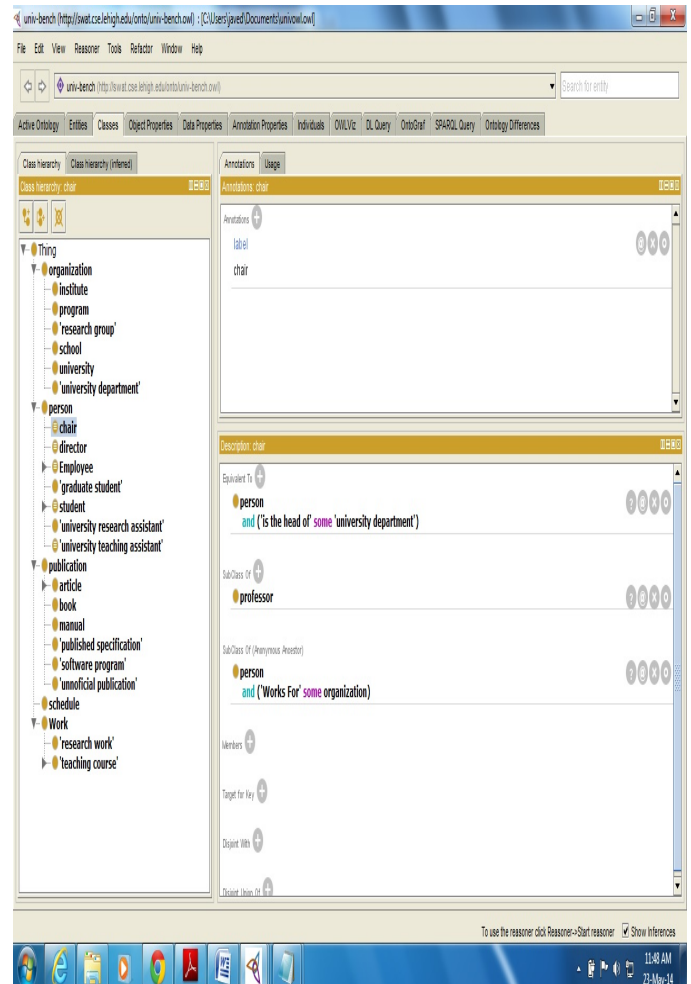 univ-bench (http://swat.cse.lehigh.edu/onto/univ-bench.owl) : [C:\Users\javed\Documents\univowl.owl]
File Edit View Reasoner Tools Refactor Window Help
univ-bench (http://swat.cse.lehigh.edu/onto/univ-bench.owl)
Search for entity
Active Ontology Entities Classes Object Properties Data Properties Annotation Properties Individuals OWLViz DL Query OntoGraf SPARQL Query Ontology Differences
Class hierarchy Class hierarchy (inferred)
Class hierarchy: chair
Thing
organization
institute
program
'research group'
school
university
'university department'
person
chair
director
Employee
'graduate student'
student
'university research assistant'
'university teaching assistant'
publication
article
book
manual
'published specification'
'software program'
'unnoficial publication'
schedule
Work
'research work'
'teaching course'
Annotations Usage
Annotations: chair
Annotations
label
chair
Description: chair
Equivalent To
person
and ('is the head of' some 'university department')
SubClass Of
professor
SubClass Of (Anonymous Ancestor)
person
and ('Works For' some organization)
Members
Target for Key
Disjoint With
Disjoint Union Of
To use the reasoner click Reasoner->Start reasoner Show Inferences
11:48 AM
23-May-14